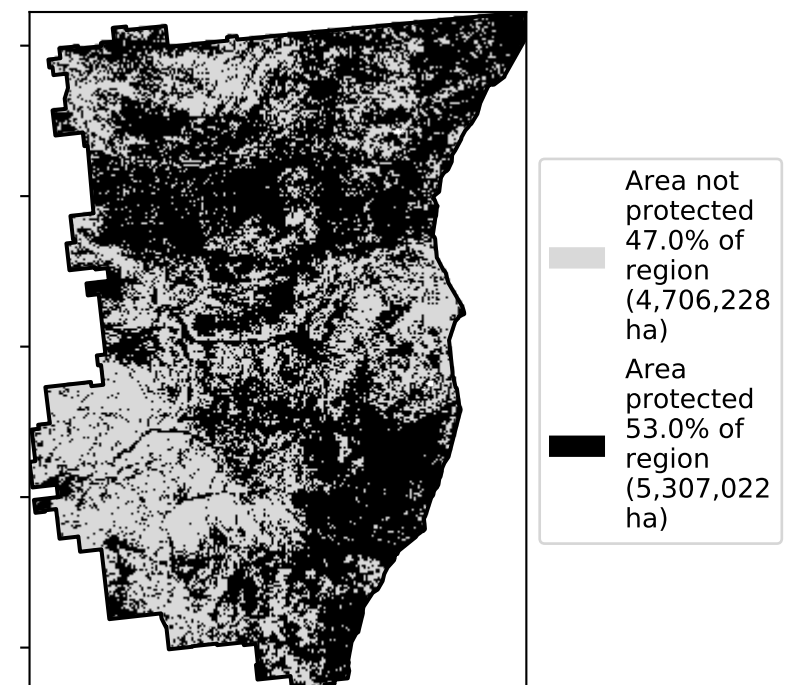 Area not
protected
47.0% of
region
(4,706,228
ha)
Area
protected
53.0% of
region
(5,307,022
ha)